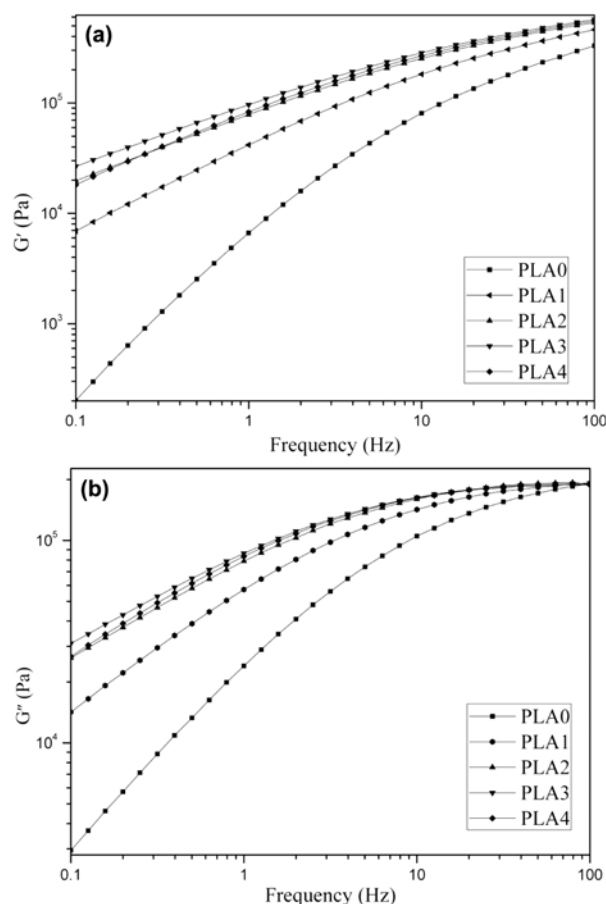 (a)
10⁵
10⁴
10³
G′ (Pa)
PLA0
PLA1
PLA2
PLA3
PLA4
0.1 1 10 100
Frequency (Hz)
(b)
10⁵
10⁴
G″ (Pa)
PLA0
PLA1
PLA2
PLA3
PLA4
0.1 1 10 100
Frequency (Hz)